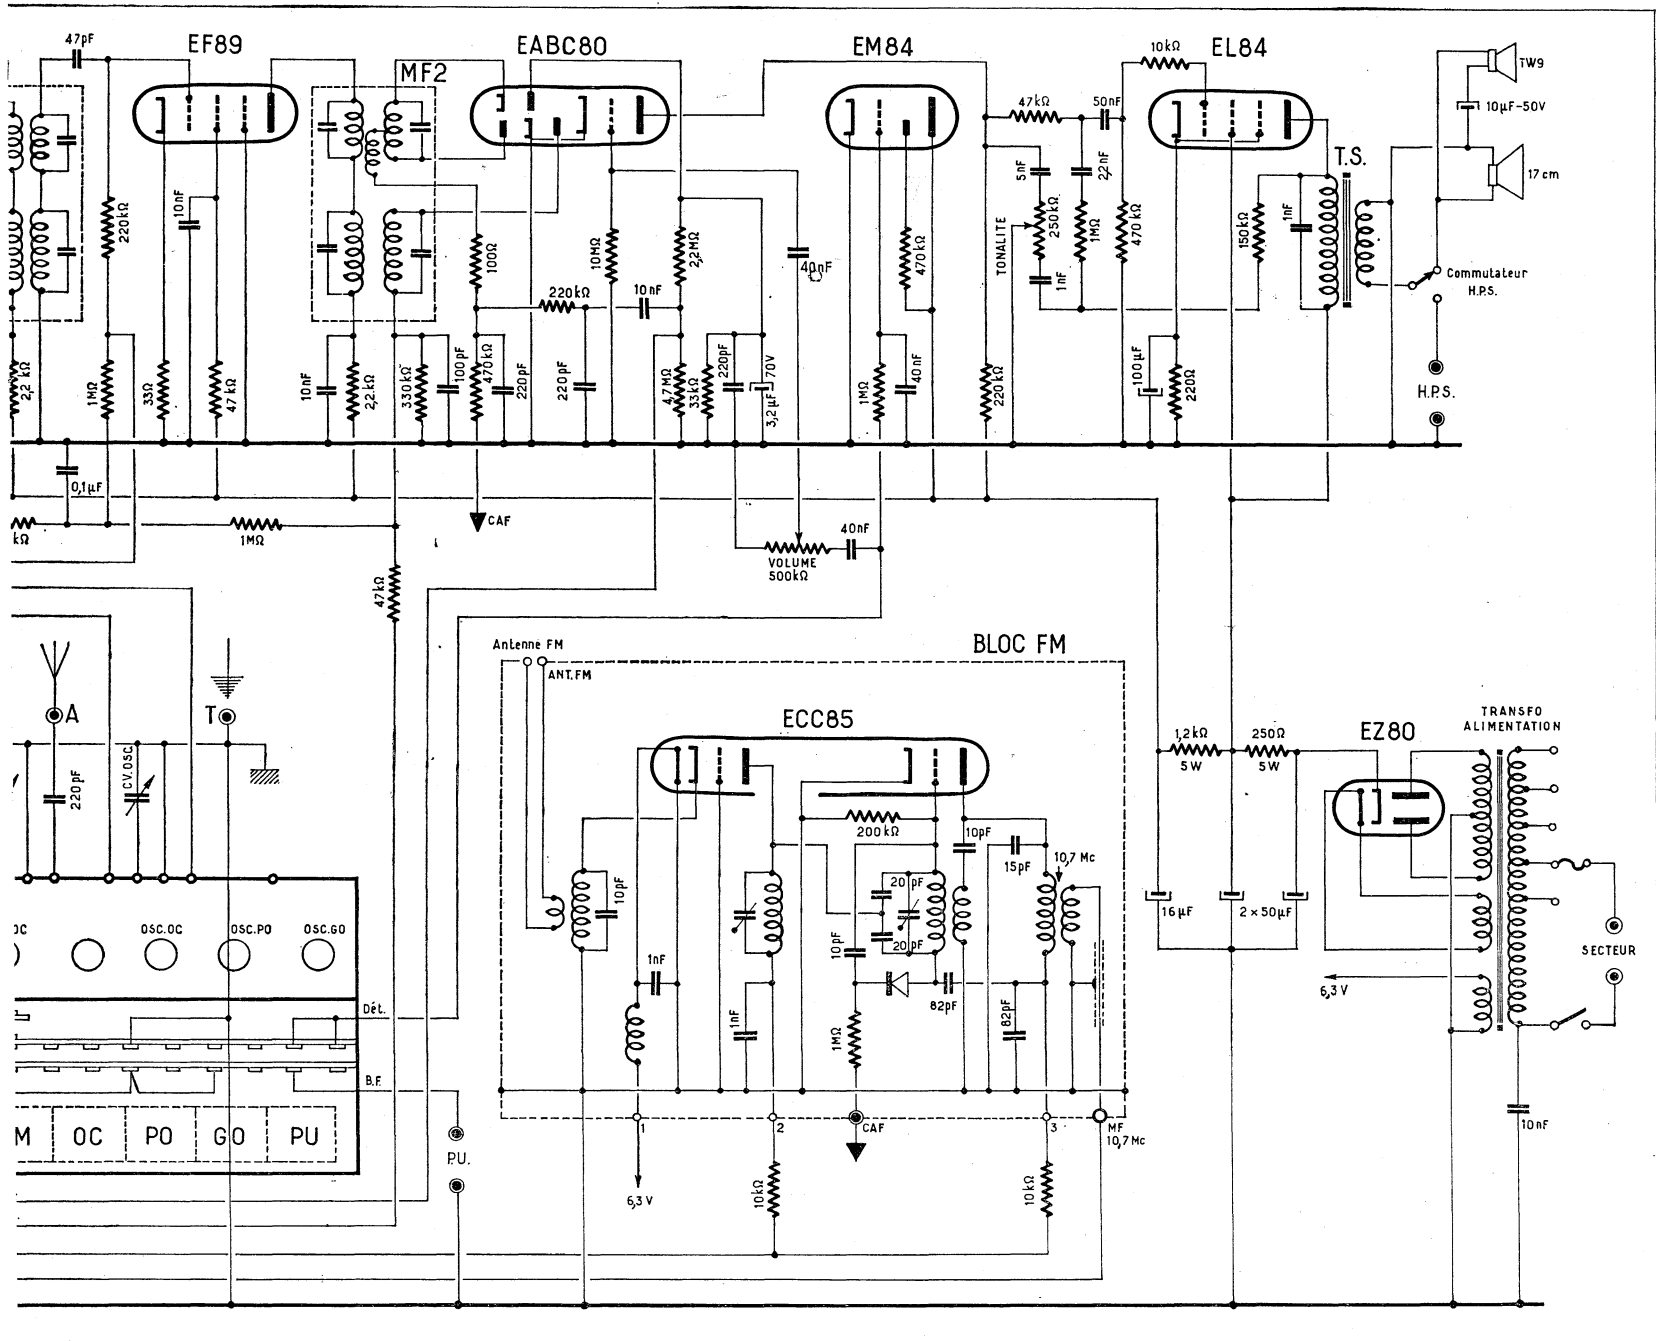 47pF
EF89
MF2
EABC80
EM84
10kΩ
EL84
TW9
10µF-50V
47kΩ
50nF
T.S.
17 cm
220kΩ
10nF
100Ω
10MΩ
2,2MΩ
40nF
470kΩ
5nF
TONALITE
250kΩ
2,2nF
1MΩ
470kΩ
150kΩ
1nF
1nF
Commutateur
H.P.S.
220kΩ
10nF
2,2kΩ
1MΩ
33Ω
47kΩ
10nF
2,2kΩ
330kΩ
100pF
470kΩ
220pF
220pF
4,7MΩ
33kΩ
220pF
3,2µF 70V
1MΩ
40nF
220kΩ
100µF
220Ω
H.P.S.
0,1µF
kΩ
1MΩ
CAF
40nF
VOLUME
500kΩ
47kΩ
Antenne FM
ANT.FM
BLOC FM
A
T
CV.OSC.
220pF
ECC85
TRANSFO
ALIMENTATION
1,2kΩ
5W
250Ω
5W
EZ80
200kΩ
10pF
15pF
10,7 Mc
10pF
20pF
20pF
10pF
16µF
2×50µF
SECTEUR
6,3V
OC
OSC.OC
OSC.PO
OSC.GO
1nF
1nF
82pF
82pF
1MΩ
Dét.
B.F.
M
OC
PO
GO
PU
P.U.
1
2
CAF
3
MF
10,7Mc
10nF
6,3V
10kΩ
10kΩ